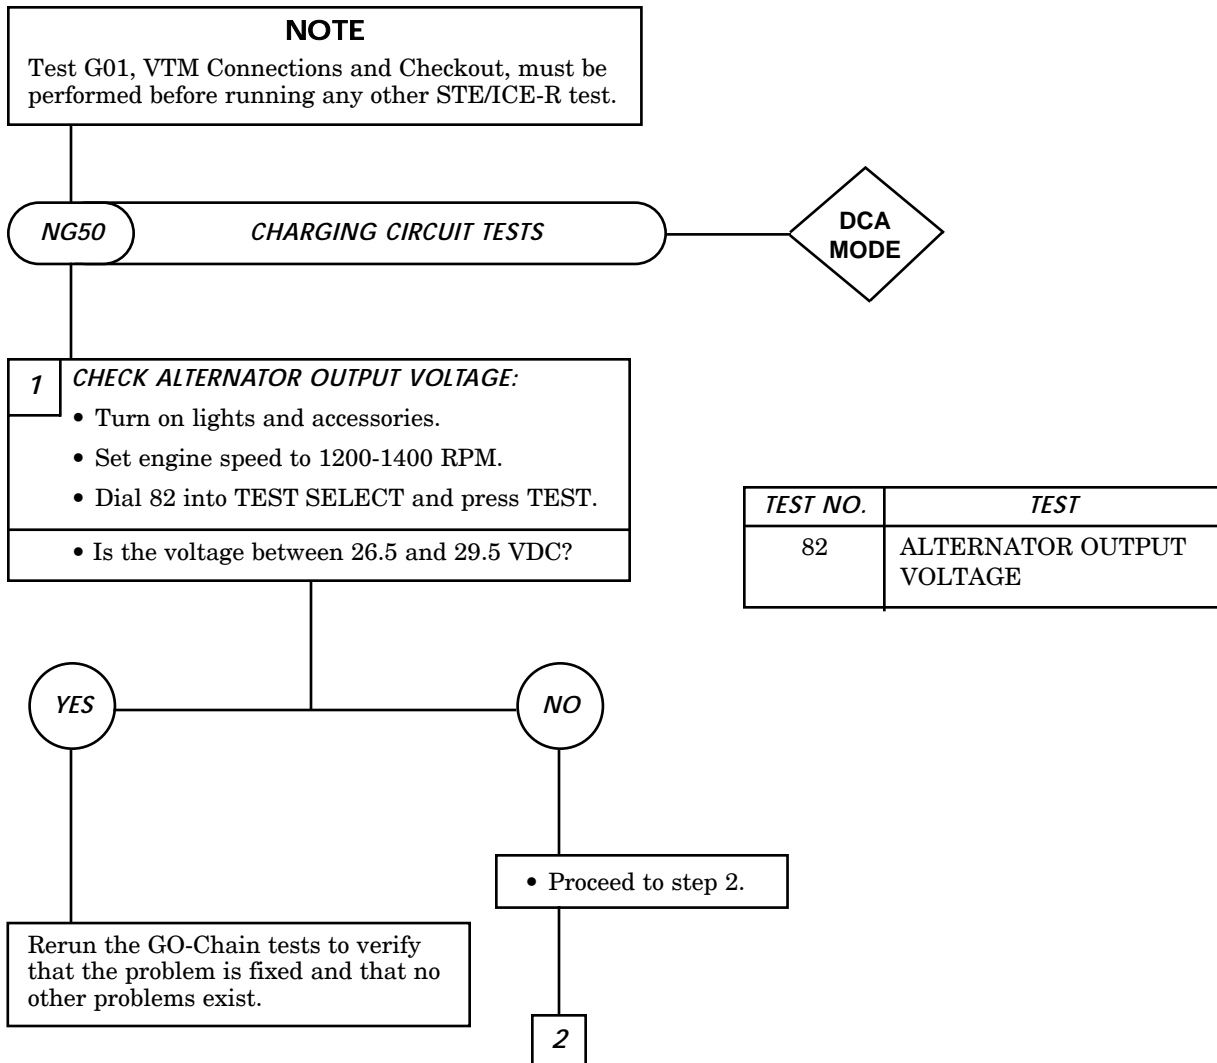 NOTE
Test G01, VTM Connections and Checkout, must be
performed before running any other STE/ICE-R test.
NG50
CHARGING CIRCUIT TESTS
DCA
MODE
1
CHECK ALTERNATOR OUTPUT VOLTAGE:
• Turn on lights and accessories.
• Set engine speed to 1200-1400 RPM.
• Dial 82 into TEST SELECT and press TEST.
• Is the voltage between 26.5 and 29.5 VDC?
TEST NO. TEST
82 ALTERNATOR OUTPUT
VOLTAGE
YES
NO
• Proceed to step 2.
Rerun the GO-Chain tests to verify
that the problem is fixed and that no
other problems exist.
2